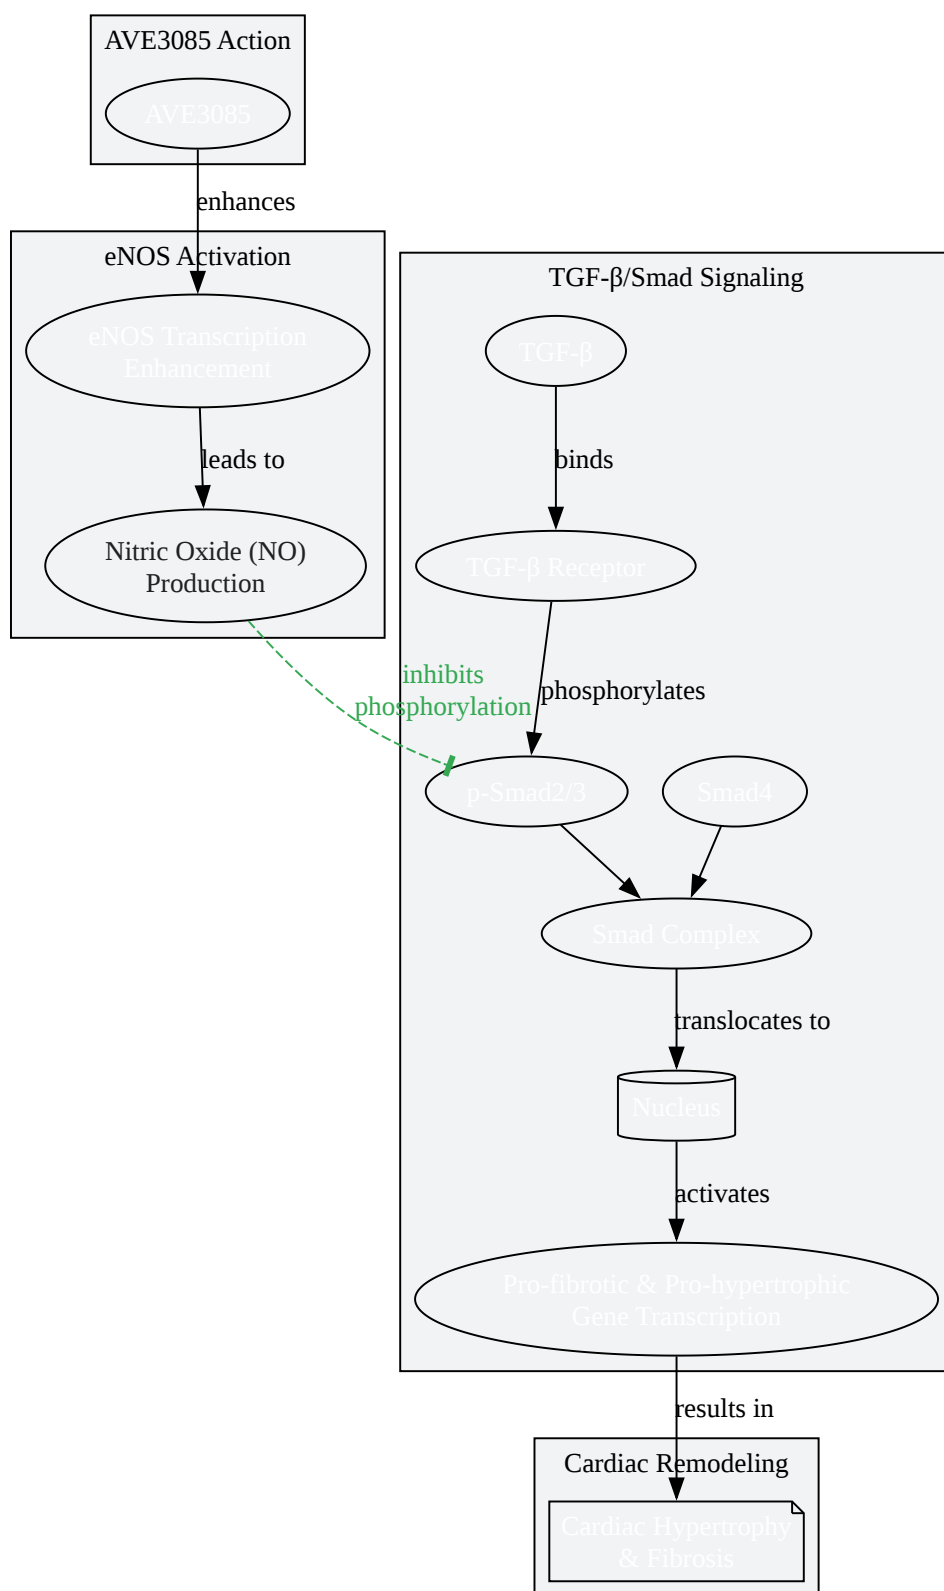 AVE3085 Action
AVE3085
enhances
eNOS Activation
eNOS Transcription
Enhancement
leads to
Nitric Oxide (NO)
Production
inhibits
phosphorylation
TGF-β/Smad Signaling
TGF-β
binds
TGF-β Receptor
phosphorylates
p-Smad2/3
Smad4
Smad Complex
translocates to
Nucleus
activates
Pro-fibrotic & Pro-hypertrophic
Gene Transcription
results in
Cardiac Remodeling
Cardiac Hypertrophy
& Fibrosis